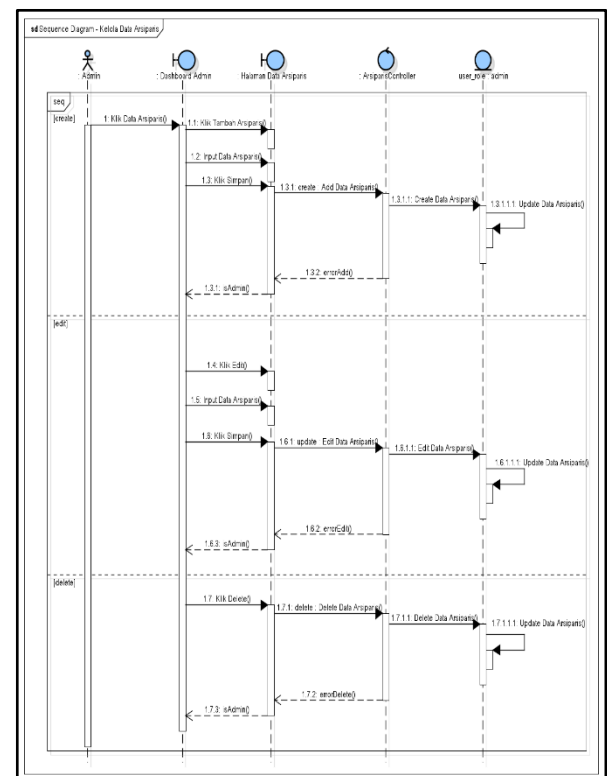 sd Sequence Diagram - Kelola Data Arsiparis
: Admin
: Dashboard Admin
Halaman Data Arsiparis
: ArsiparisController
user_role : admin
seq
[create]
1: Klik Data Arsiparis()
1.1: Klik Tambah Arsiparis()
1.2: Input Data Arsiparis()
1.3: Klik Simpan()
1.3.1: create : Add Data Arsiparis()
1.3.1.1: Create Data Arsiparis()
1.3.1.1.1: Update Data Arsiparis()
1.3.2: errorAdd()
1.3.1: isAdmin()
[edit]
1.4: Klik Edit()
1.5: Input Data Arsiparis()
1.6: Klik Simpan()
1.6.1: update : Edit Data Arsiparis()
1.6.1.1: Edit Data Arsiparis()
1.6.1.1.1: Update Data Arsiparis()
1.6.2: errorEdit()
1.6.3: isAdmin()
[delete]
1.7: Klik Delete()
1.7.1: delete : Delete Data Arsiparis()
1.7.1.1: Delete Data Arsiparis()
1.7.1.1.1: Update Data Arsiparis()
1.7.2: errorDelete()
1.7.3: isAdmin()